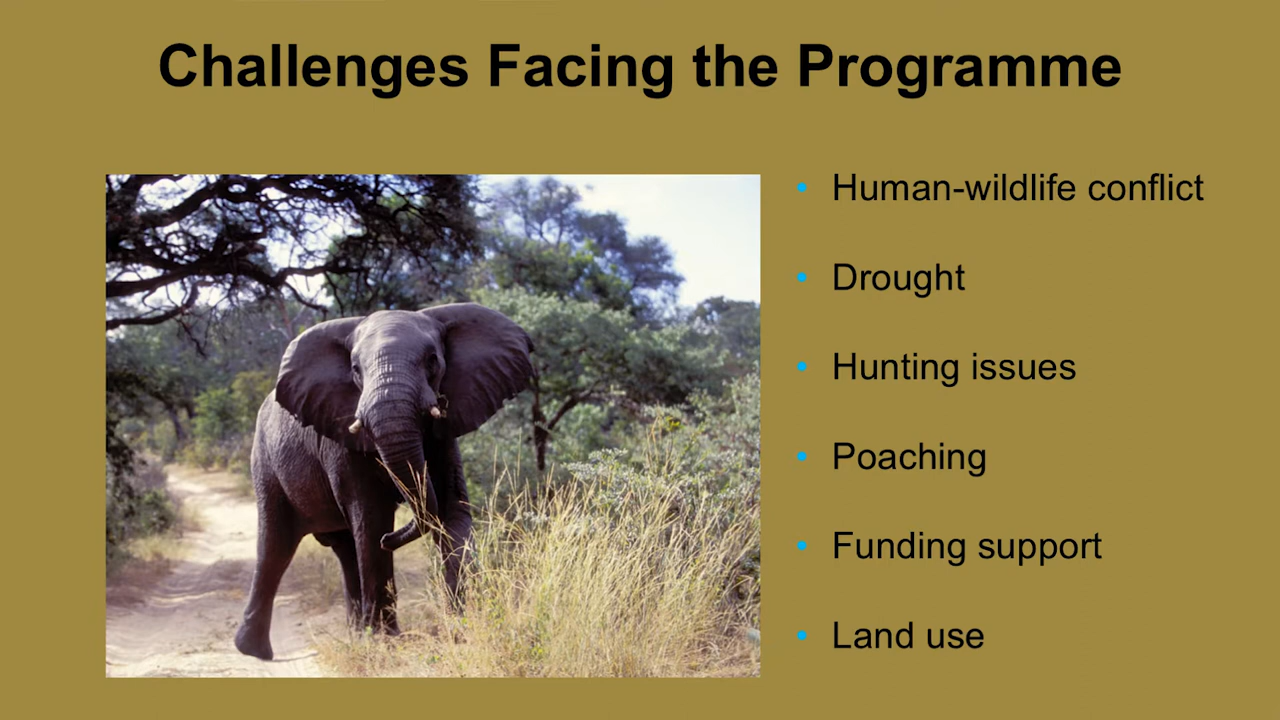 Challenges Facing the Programme
• Human-wildlife conflict
• Drought
• Hunting issues
• Poaching
• Funding support
• Land use